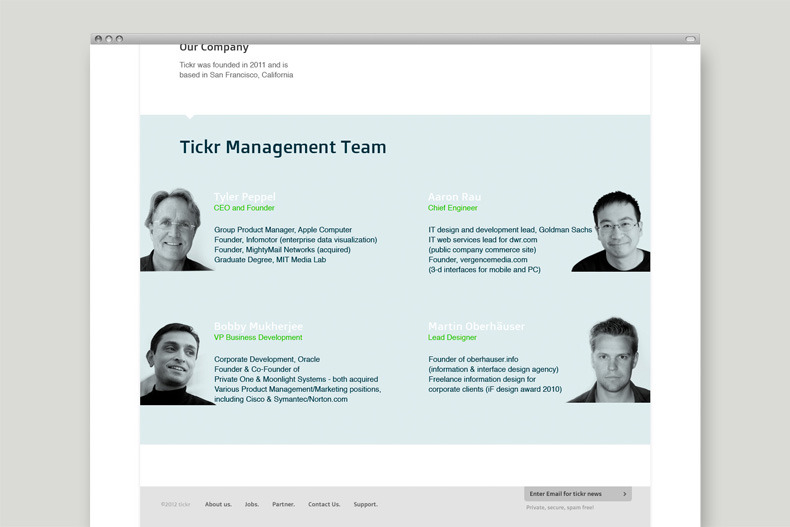 Our Company
Tickr was founded in 2011 and is
based in San Francisco, California
Tickr Management Team
Tyler Peppel
CEO and Founder
Group Product Manager, Apple Computer
Founder, Infomotor (enterprise data visualization)
Founder, MightyMail Networks (acquired)
Graduate Degree, MIT Media Lab
Aaron Rau
Chief Engineer
IT design and development lead, Goldman Sachs
IT web services lead for dwr.com
(public company commerce site)
Founder, vergencemedia.com
(3-d interfaces for mobile and PC)
Bobby Mukherjee
VP Business Development
Corporate Development, Oracle
Founder & Co-Founder of
Private One & Moonlight Systems - both acquired
Various Product Management/Marketing positions,
including Cisco & Symantec/Norton.com
Martin Oberhäuser
Lead Designer
Founder of oberhauser.info
(information & interface design agency)
Freelance information design for
corporate clients (iF design award 2010)
©2012 tickr About us. Jobs. Partner. Contact Us. Support.
Enter Email for tickr news >
Private, secure, spam free!